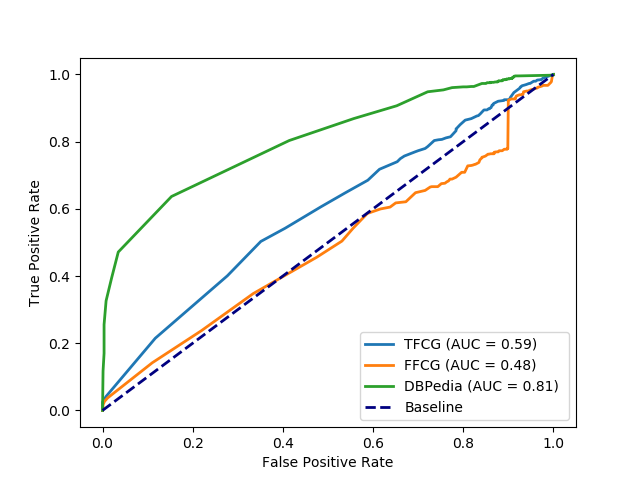 1.0
0.8
0.6
0.4
0.2
0.0
True Positive Rate
0.0 0.2 0.4 0.6 0.8 1.0
False Positive Rate
TFCG (AUC = 0.59)
FFCG (AUC = 0.48)
DBPedia (AUC = 0.81)
Baseline